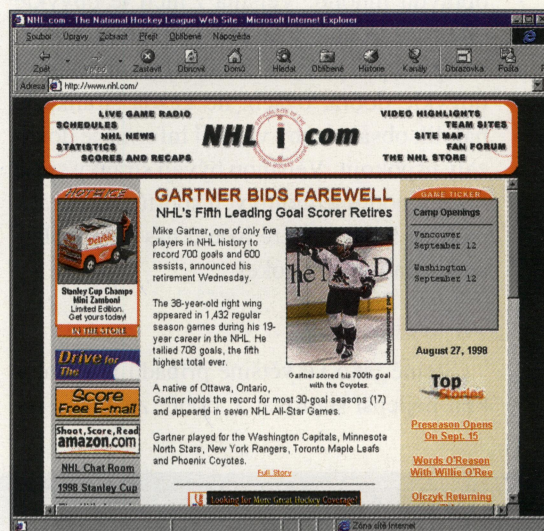 NHL.com - The National Hockey League Web Site - Microsoft Internet Explorer
Soubor Úpravy Zobrazit Přejít Oblíbené Nápověda
Zpět Vpřed Zastavit Obnovit Domů Hledat Oblíbené Historie Kanály Obrazovka Pošta
Adresa http://www.nhl.com/
LIVE GAME RADIO
SCHEDULES
NHL NEWS
STATISTICS
SCORES AND RECAPS
NHL i com
OFFICIAL SITE OF THE
NATIONAL HOCKEY LEAGUE
VIDEO HIGHLIGHTS
TEAM SITES
SITE MAP
FAN FORUM
THE NHL STORE
Detroit
Stanley Cup Champs
Mini Zamboni
Limited Edition.
Get yours today!
IN THE STORE
Drive for
The
Score
Free E-mail
Shoot, Score, Read
amazon.com
NHL Chat Room
1998 Stanley Cup
GARTNER BIDS FAREWELL
NHL's Fifth Leading Goal Scorer Retires
Mike Gartner, one of only five
players in NHL history to
record 700 goals and 600
assists, announced his
retirement Wednesday.
The 38-year-old right wing
appeared in 1,432 regular
season games during his 19-
year career in the NHL. He
tallied 708 goals, the fifth
highest total ever.
Gartner scored his 700th goal
with the Coyotes.
A native of Ottawa, Ontario,
Gartner holds the record for most 30-goal seasons (17)
and appeared in seven NHL All-Star Games.
Gartner played for the Washington Capitals, Minnesota
North Stars, New York Rangers, Toronto Maple Leafs
and Phoenix Coyotes.
Full Story
Looking for More Great Hockey Coverage?
GAME TICKER
Camp Openings
Vancouver
September 12
Washington
September 12
August 27, 1998
Top
Stories
Preseason Opens
On Sept. 15
Words O'Reason
With Willie O'Ree
Olczyk Returning
Zóna sítě Internet